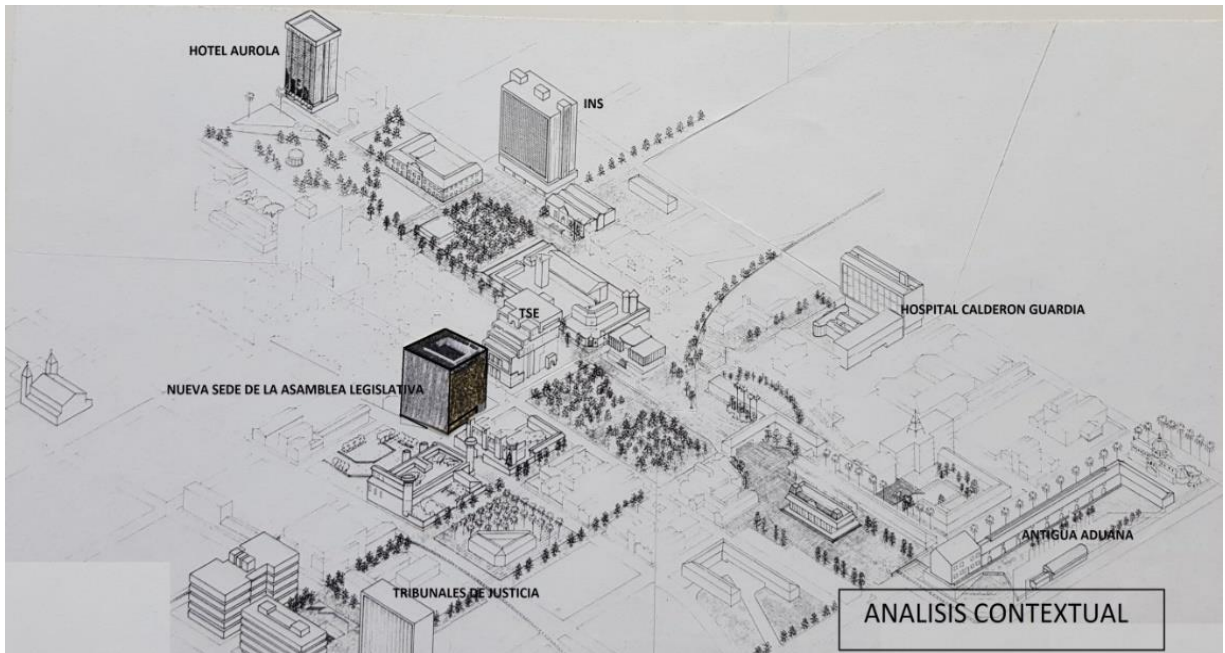 HOTEL AUROLA
INS
HOSPITAL CALDERON GUARDIA
TSE
NUEVA SEDE DE LA ASAMBLEA LEGISLATIVA
ANTIGUA ADUANA
TRIBUNALES DE JUSTICIA
ANALISIS CONTEXTUAL